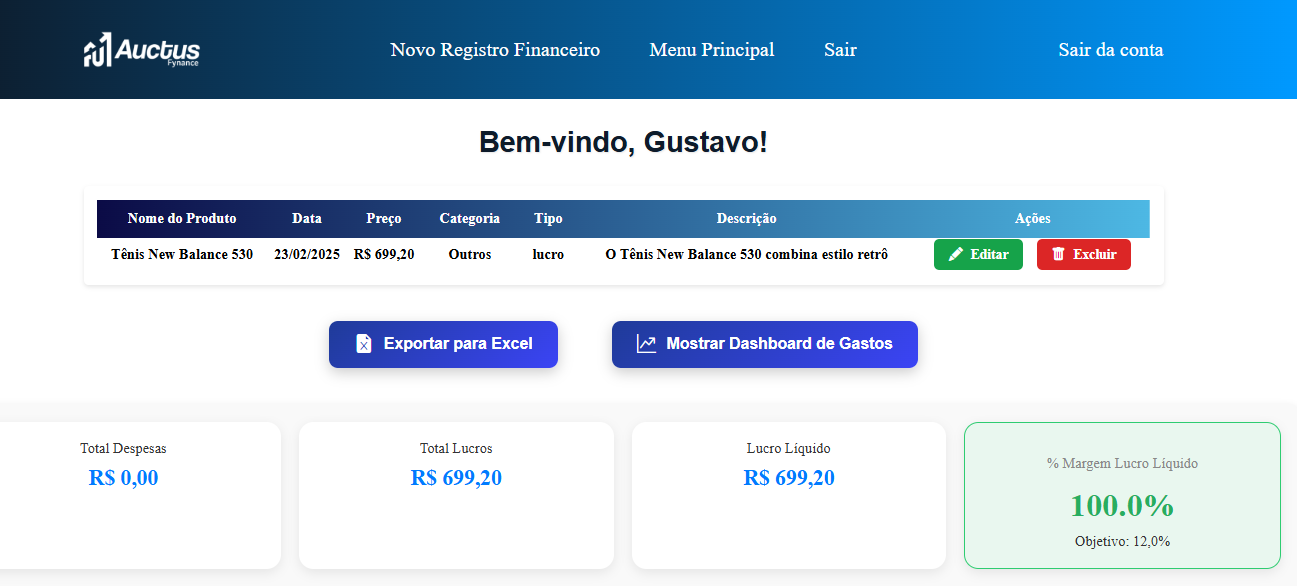 Auctus
Fynance
Novo Registro Financeiro Menu Principal Sair Sair da conta
Bem-vindo, Gustavo!
Nome do Produto Data Preço Categoria Tipo Descrição Ações
Tênis New Balance 530 23/02/2025 R$ 699,20 Outros lucro O Tênis New Balance 530 combina estilo retrô Editar Excluir
Exportar para Excel Mostrar Dashboard de Gastos
Total Despesas Total Lucros Lucro Líquido % Margem Lucro Líquido
R$ 0,00 R$ 699,20 R$ 699,20 100.0%
Objetivo: 12,0%